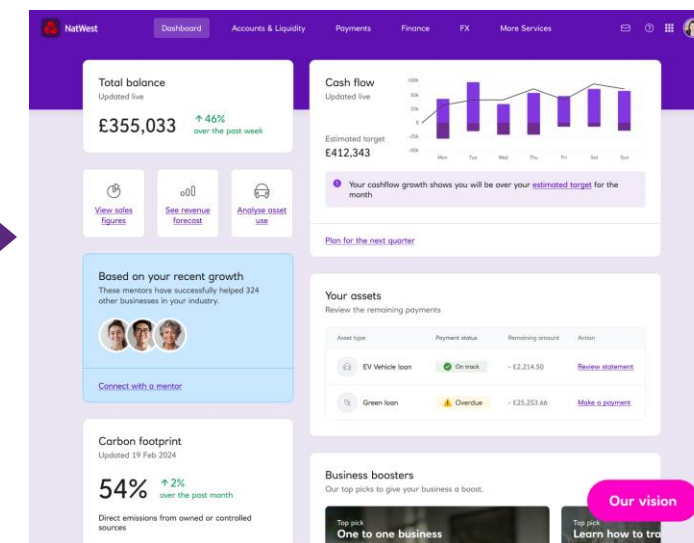 NatWest
Dashboard
Accounts & Liquidity
Payments
Finance
FX
More Services
Total balance
Updated live
£355,033
↑ 46%
over the past week
View sales
figures
See revenue
forecast
Analyse asset
use
Based on your recent growth
These mentors have successfully helped 324
other businesses in your industry.
Connect with a mentor
Carbon footprint
Updated 19 Feb 2024
54%
↑ 2%
over the past month
Direct emissions from owned or controlled
sources
Cash flow
Updated live
Estimated target
£412,343
100k
25k
0
-25k
Mon Tue Wed Thu Fri Sat Sun
Your cashflow growth shows you will be over your estimated target for the
month
Plan for the next quarter
Your assets
Review the remaining payments
Asset type Payment status Remaining amount Action
EV Vehicle loan On track - £2,214.50 Review statement
Green loan Overdue - £25,253.66 Make a payment
Business boosters
Our top picks to give your business a boost.
Top pick
One to one business
Top pick
Learn how to tra
Our vision